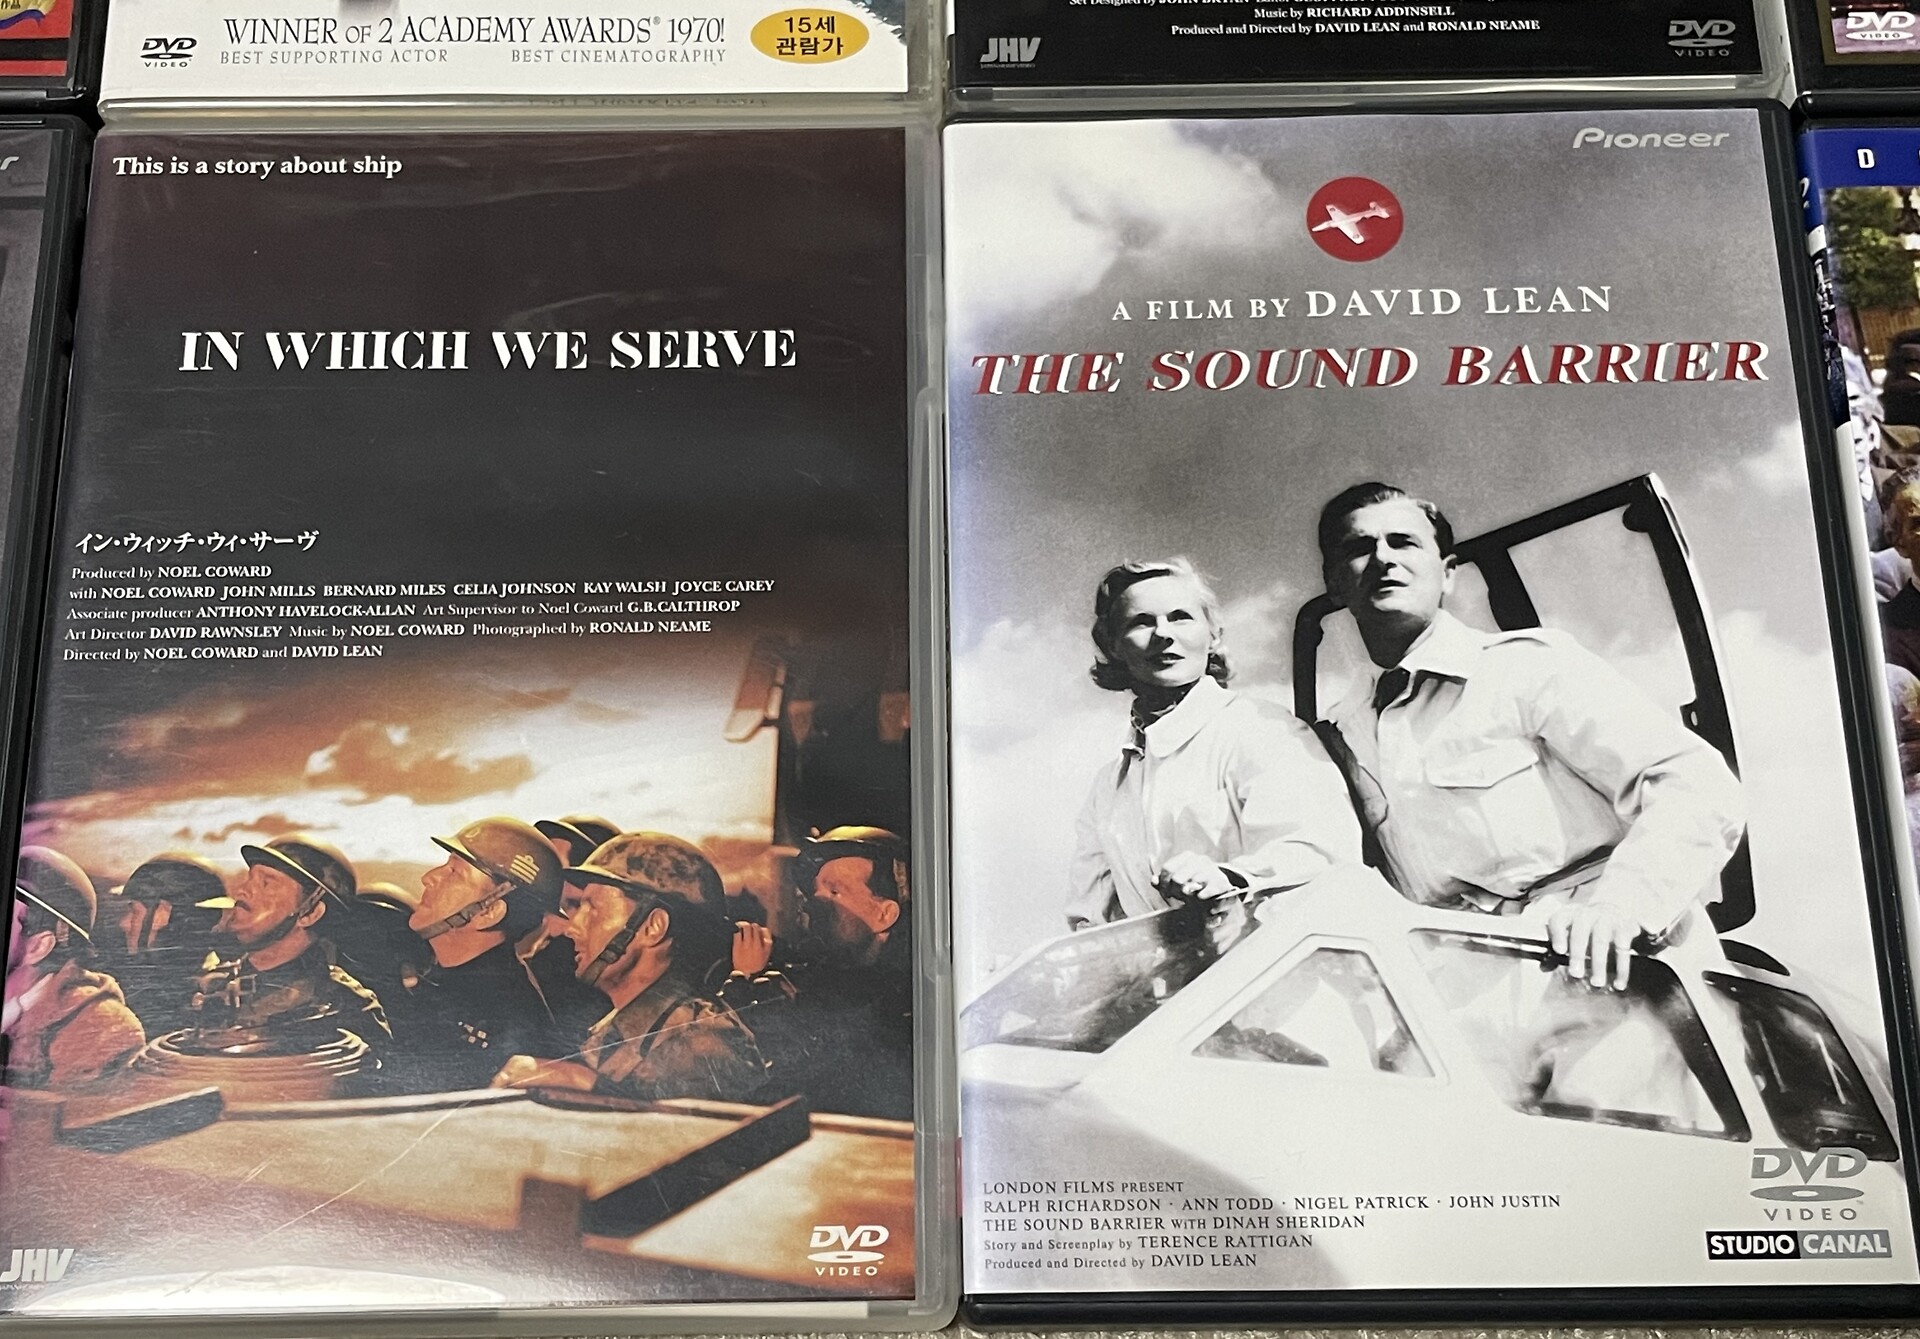 WINNER OF 2 ACADEMY AWARDS® 1970!
BEST SUPPORTING ACTOR BEST CINEMATOGRAPHY
DVD
VIDEO
15세
관람가
Set Designed by JOHN BRYAN
Music by RICHARD ADDINSELL
Produced and Directed by DAVID LEAN and RONALD NEAME
JHV
DVD
VIDEO
DVD
VIDEO
This is a story about ship
IN WHICH WE SERVE
イン・ウィッチ・ウィ・サーヴ
Produced by NOEL COWARD
with NOEL COWARD JOHN MILLS BERNARD MILES CELIA JOHNSON KAY WALSH JOYCE CAREY
Associate producer ANTHONY HAVELOCK-ALLAN Art Supervisor to Noel Coward G.B.CALTHROP
Art Director DAVID RAWNSLEY Music by NOEL COWARD Photographed by RONALD NEAME
Directed by NOEL COWARD and DAVID LEAN
JHV
DVD
VIDEO
Pioneer
A FILM BY DAVID LEAN
THE SOUND BARRIER
LONDON FILMS PRESENT
RALPH RICHARDSON · ANN TODD · NIGEL PATRICK · JOHN JUSTIN
THE SOUND BARRIER WITH DINAH SHERIDAN
Story and Screenplay by TERENCE RATTIGAN
Produced and Directed by DAVID LEAN
DVD
VIDEO
STUDIO CANAL
D